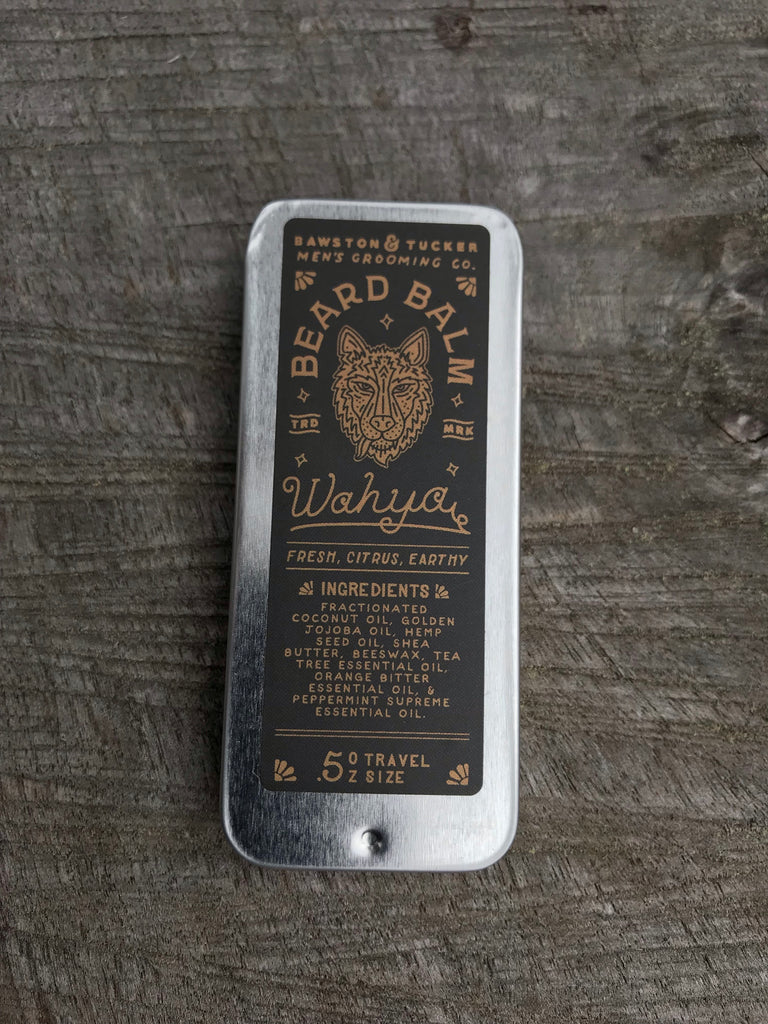 BAWSTON & TUCKER
MEN'S GROOMING CO.
BEARD BALM
TRD MRK
Wahya
FRESH, CITRUS, EARTHY
INGREDIENTS
FRACTIONATED
COCONUT OIL, GOLDEN
JOJOBA OIL, HEMP
SEED OIL, SHEA
BUTTER, BEESWAX, TEA
TREE ESSENTIAL OIL,
ORANGE BITTER
ESSENTIAL OIL, &
PEPPERMINT SUPREME
ESSENTIAL OIL.
.5 OZ TRAVEL
SIZE